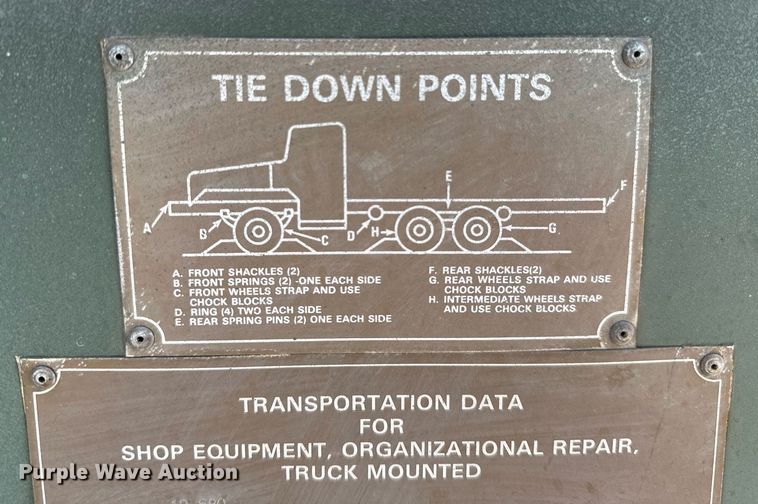 TIE DOWN POINTS
E
F
A
B
C
D
H
G
A. FRONT SHACKLES (2)
B. FRONT SPRINGS (2) -ONE EACH SIDE
C. FRONT WHEELS STRAP AND USE
CHOCK BLOCKS
D. RING (4) TWO EACH SIDE
E. REAR SPRING PINS (2) ONE EACH SIDE
F. REAR SHACKLES(2)
G. REAR WHEELS STRAP AND USE
CHOCK BLOCKS
H. INTERMEDIATE WHEELS STRAP
AND USE CHOCK BLOCKS
TRANSPORTATION DATA
FOR
SHOP EQUIPMENT, ORGANIZATIONAL REPAIR,
TRUCK MOUNTED
Purple Wave Auction